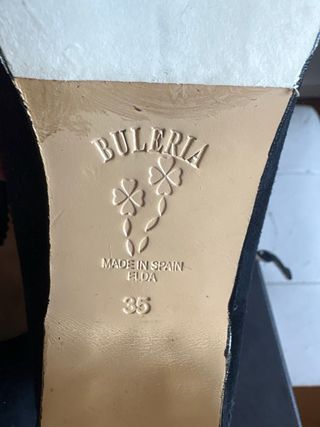 BULERIA
MADE IN SPAIN
ELDA
35